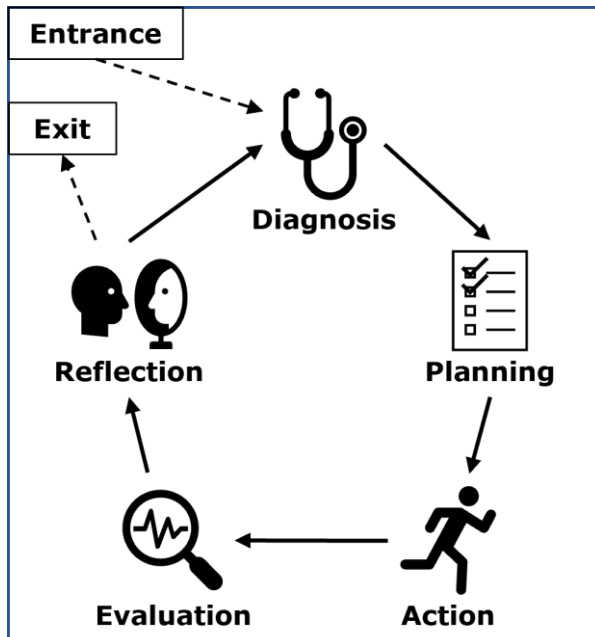 Entrance
Exit
Diagnosis
Reflection
Planning
Evaluation
Action